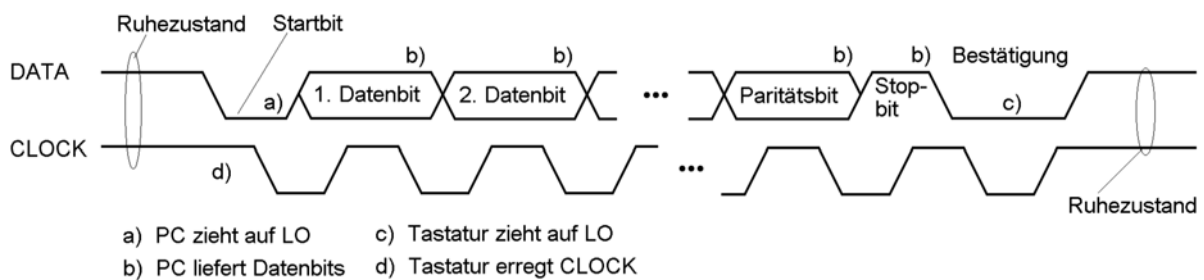 Ruhezustand
Startbit
DATA
a)
1. Datenbit
b)
2. Datenbit
b)
•••
Paritätsbit
b)
Stop-
bit
b)
Bestätigung
c)
CLOCK
d)
•••
Ruhezustand
a) PC zieht auf LO
c) Tastatur zieht auf LO
b) PC liefert Datenbits
d) Tastatur erregt CLOCK